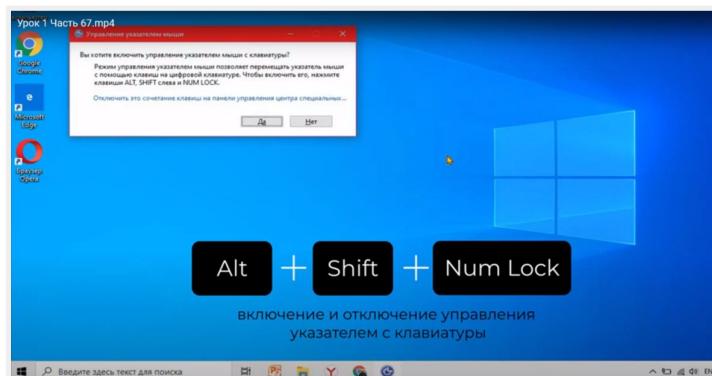 Урок 1 Часть 67.mp4
Управление указателем мыши
Вы хотите включить управление указателем мыши с клавиатуры?
Режим управления указателем мыши позволяет перемещать указатель мыши
с помощью клавиш на цифровой клавиатуре. Чтобы включить его, нажмите
клавиши ALT, SHIFT слева и NUM LOCK.
Отключить это сочетание клавиш на панели управления центра специальных...
Да
Нет
Google
Chrome
Microsoft
Edge
Браузер
Opera
Alt + Shift + Num Lock
включение и отключение управления
указателем с клавиатуры
Введите здесь текст для поиска
EN